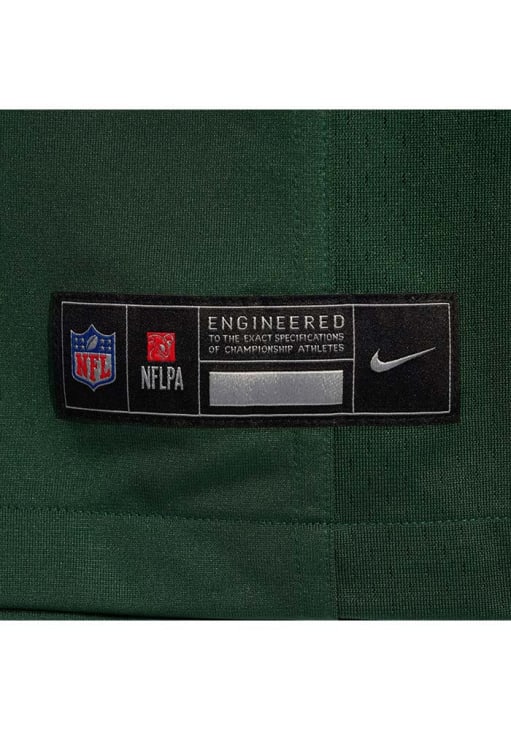 NFL
NFLPA
ENGINEERED
TO THE EXACT SPECIFICATIONS
OF CHAMPIONSHIP ATHLETES